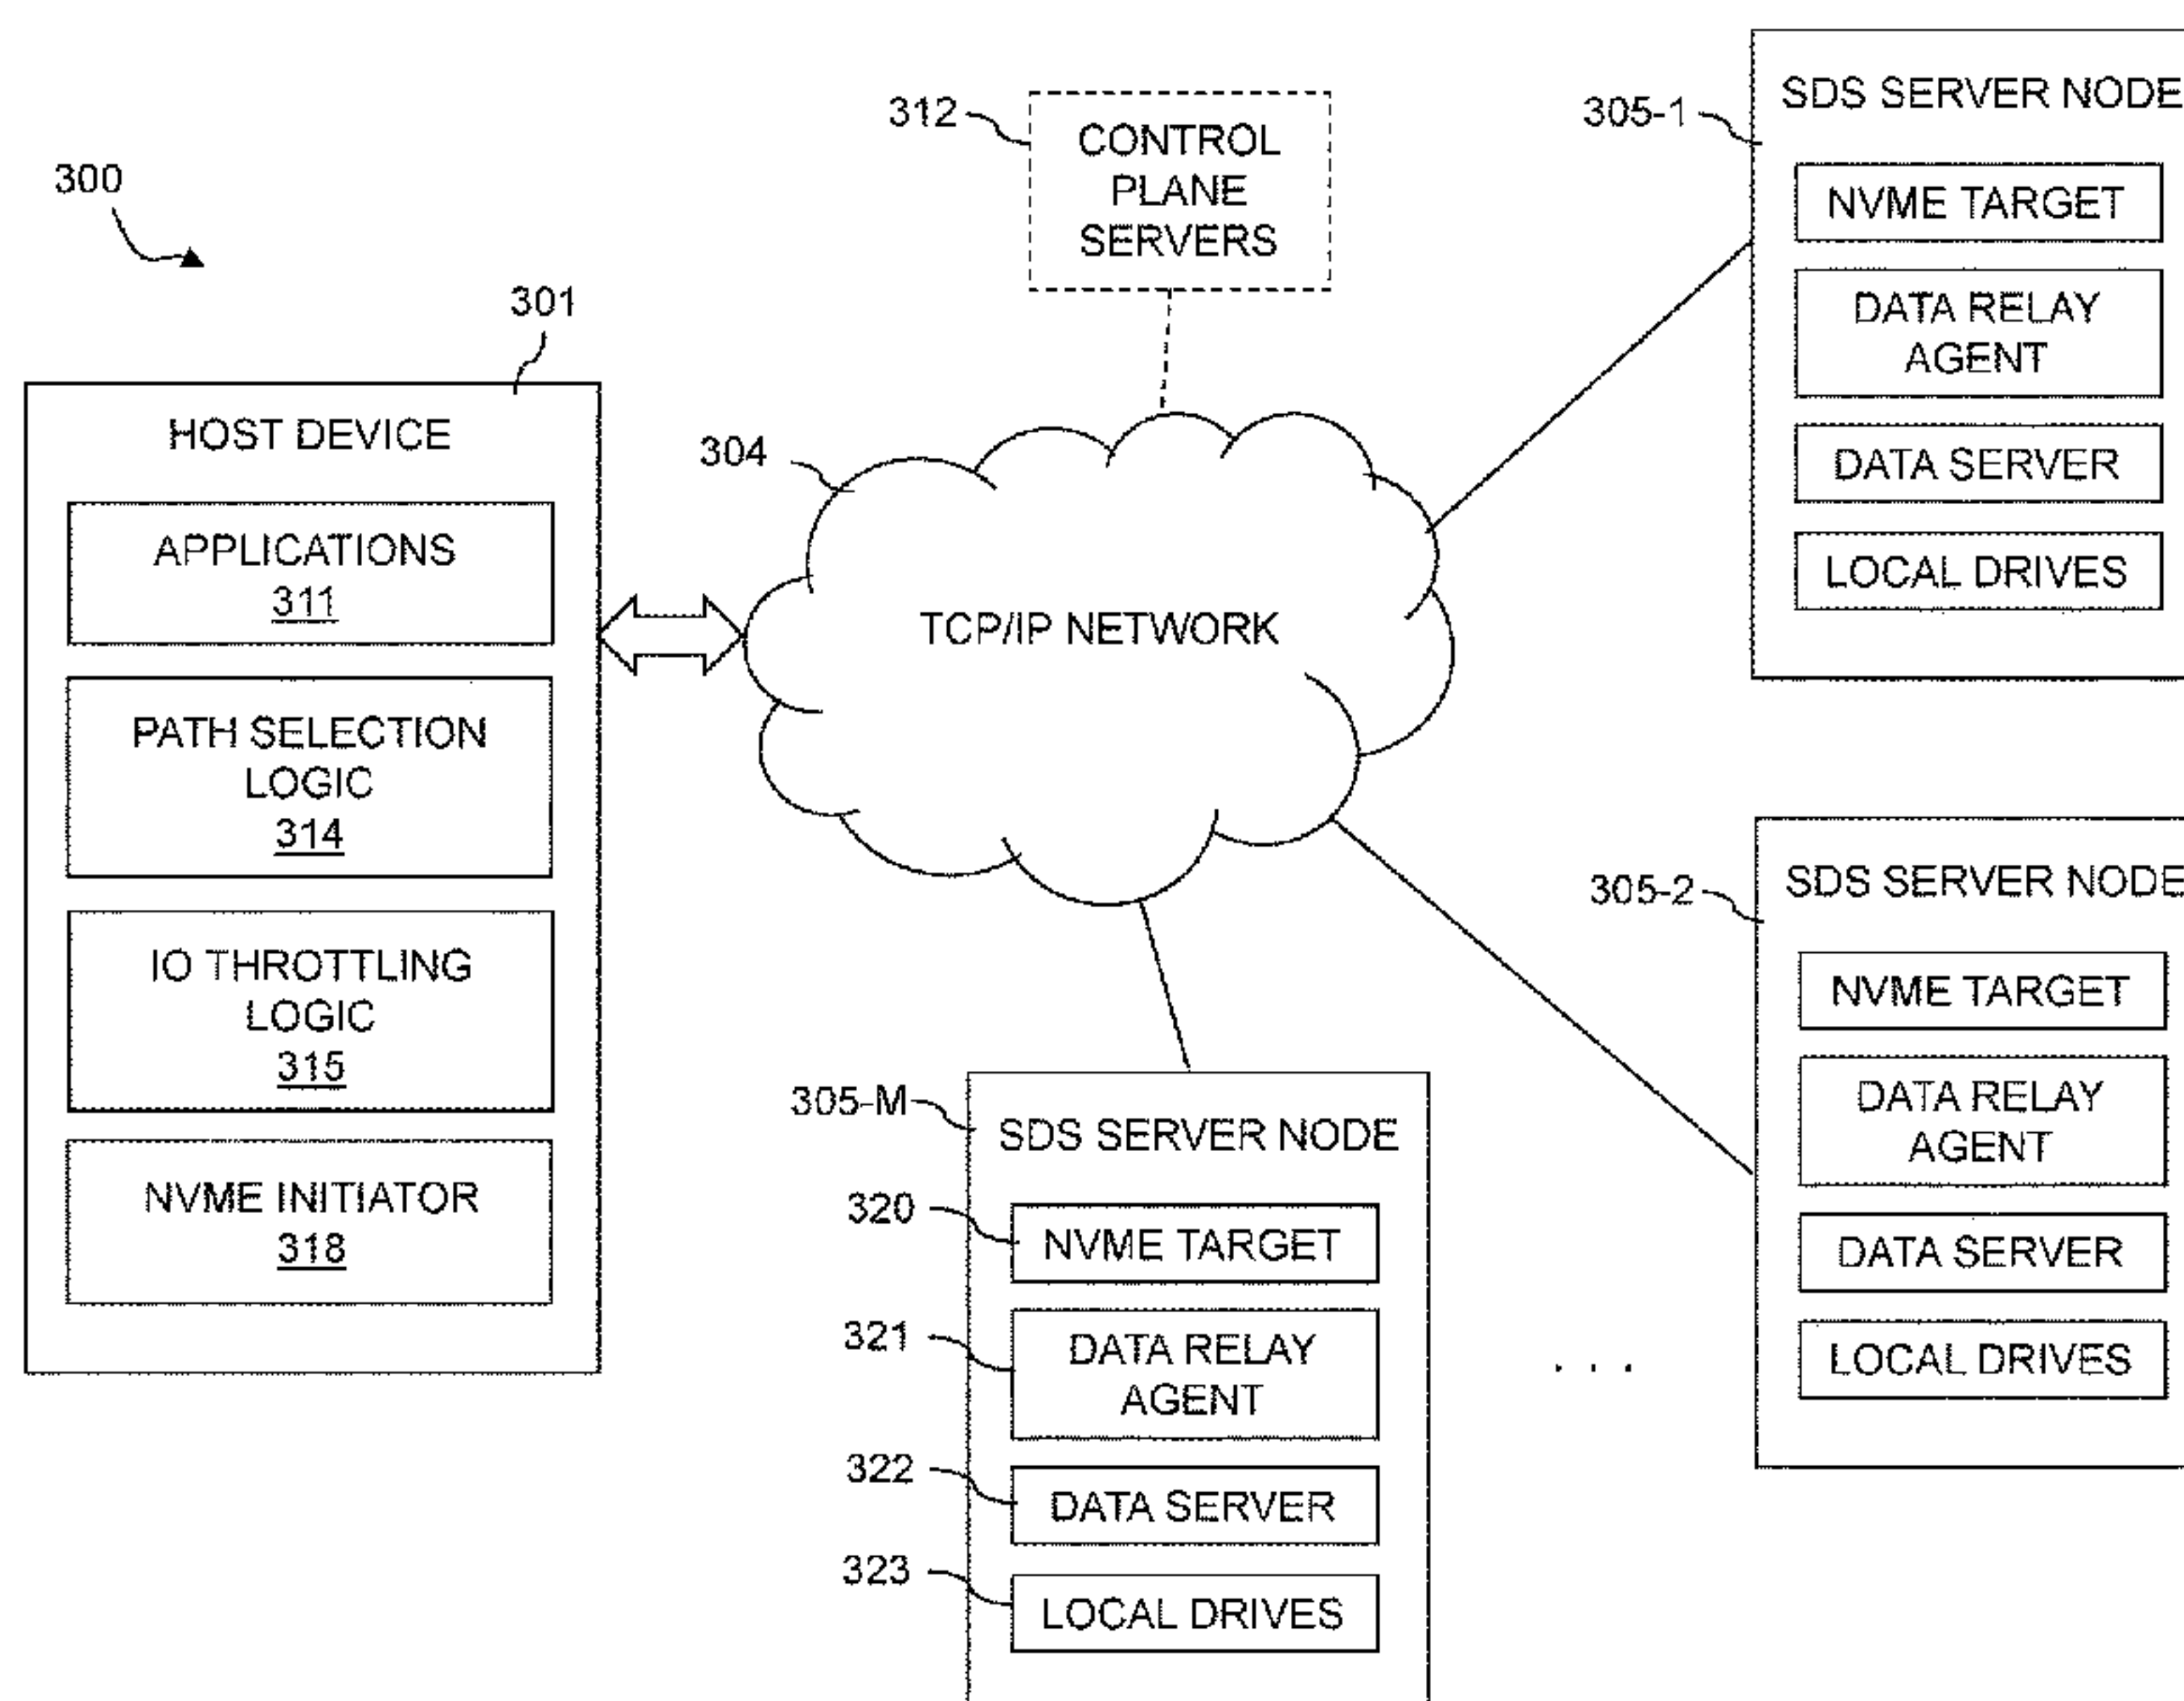 300
301
HOST DEVICE
APPLICATIONS
311
PATH SELECTION
LOGIC
314
IO THROTTLING
LOGIC
315
NVME INITIATOR
318
312
CONTROL
PLANE
SERVERS
304
TCP/IP NETWORK
305-1
SDS SERVER NODE
NVME TARGET
DATA RELAY
AGENT
DATA SERVER
LOCAL DRIVES
305-2
SDS SERVER NODE
NVME TARGET
DATA RELAY
AGENT
DATA SERVER
LOCAL DRIVES
. . .
305-M
SDS SERVER NODE
320
NVME TARGET
321
DATA RELAY
AGENT
322
DATA SERVER
323
LOCAL DRIVES